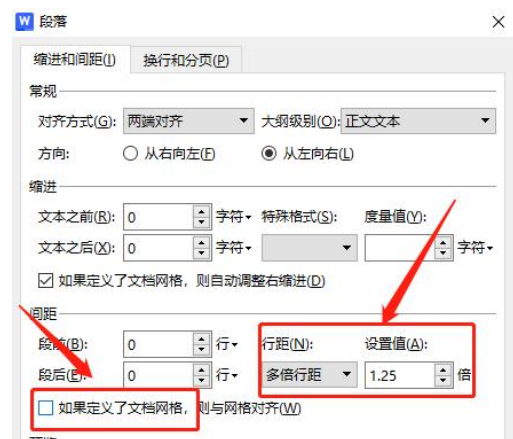 W 段落
缩进和间距(I) 换行和分页(P)
常规
对齐方式(G): 两端对齐 大纲级别(O): 正文文本
方向: 从右向左(F) 从左向右(L)
缩进
文本之前(R): 0 字符 特殊格式(S): 度量值(Y):
文本之后(X): 0 字符 字符
如果定义了文档网格，则自动调整右缩进(D)
间距
段前(B): 0 行 行距(N): 设置值(A):
段后(E): 0 行 多倍行距 1.25 倍
如果定义了文档网格，则与网格对齐(W)